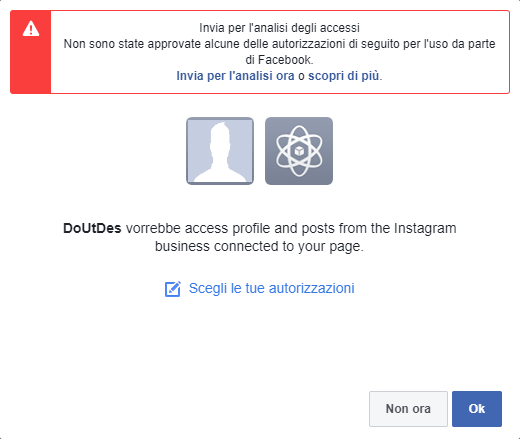 Invia per l'analisi degli accessi
Non sono state approvate alcune delle autorizzazioni di seguito per l'uso da parte
di Facebook.
Invia per l'analisi ora o scopri di più.
DoUtDes vorrebbe access profile and posts from the Instagram
business connected to your page.
Scegli le tue autorizzazioni
Non ora
Ok